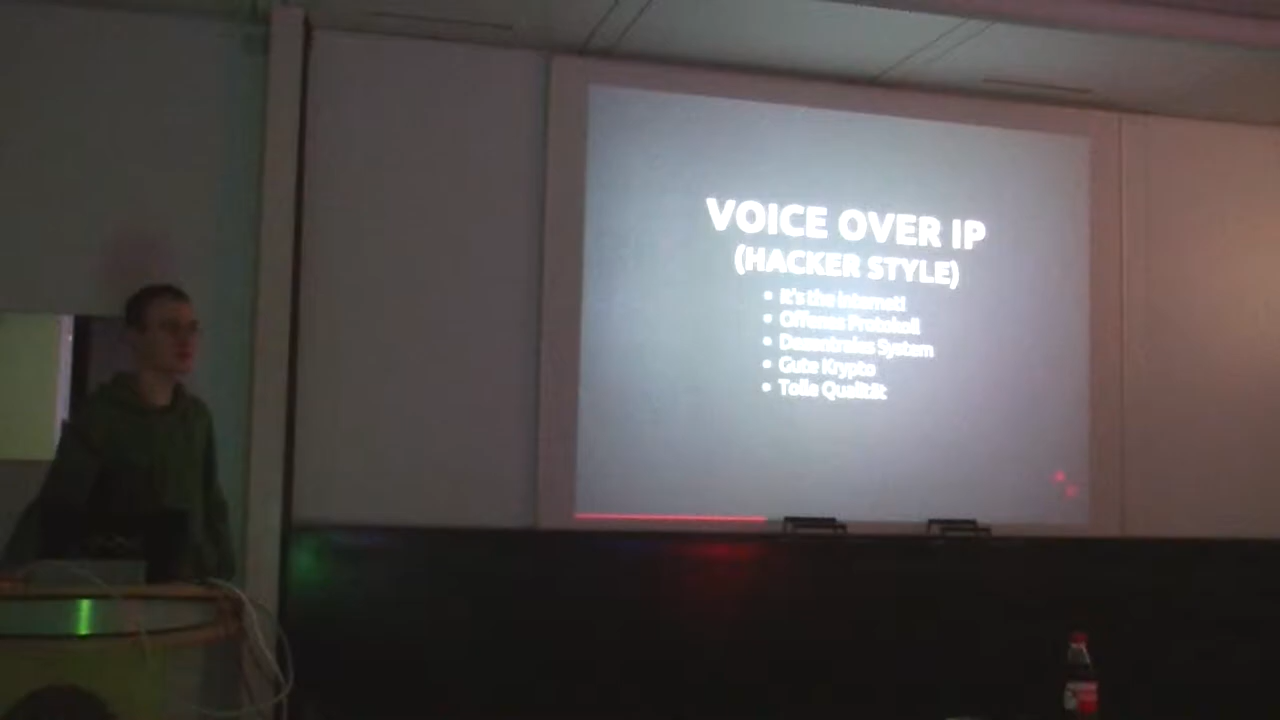 VOICE OVER IP
(HACKER STYLE)
• It's the Internet!
• Offenes Protokoll
• Dezentrales System
• Gute Krypto
• Tolle Qualität